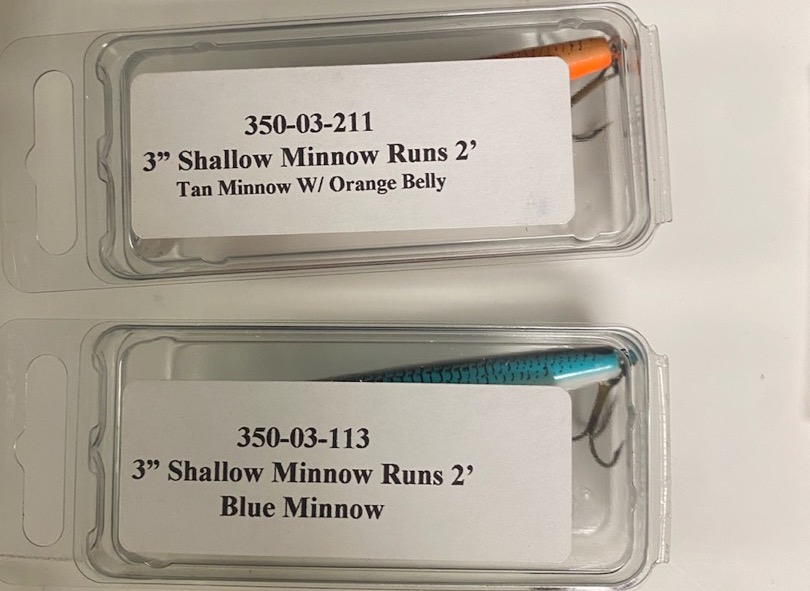 350-03-211
3” Shallow Minnow Runs 2’
Tan Minnow W/ Orange Belly
350-03-113
3” Shallow Minnow Runs 2’
Blue Minnow